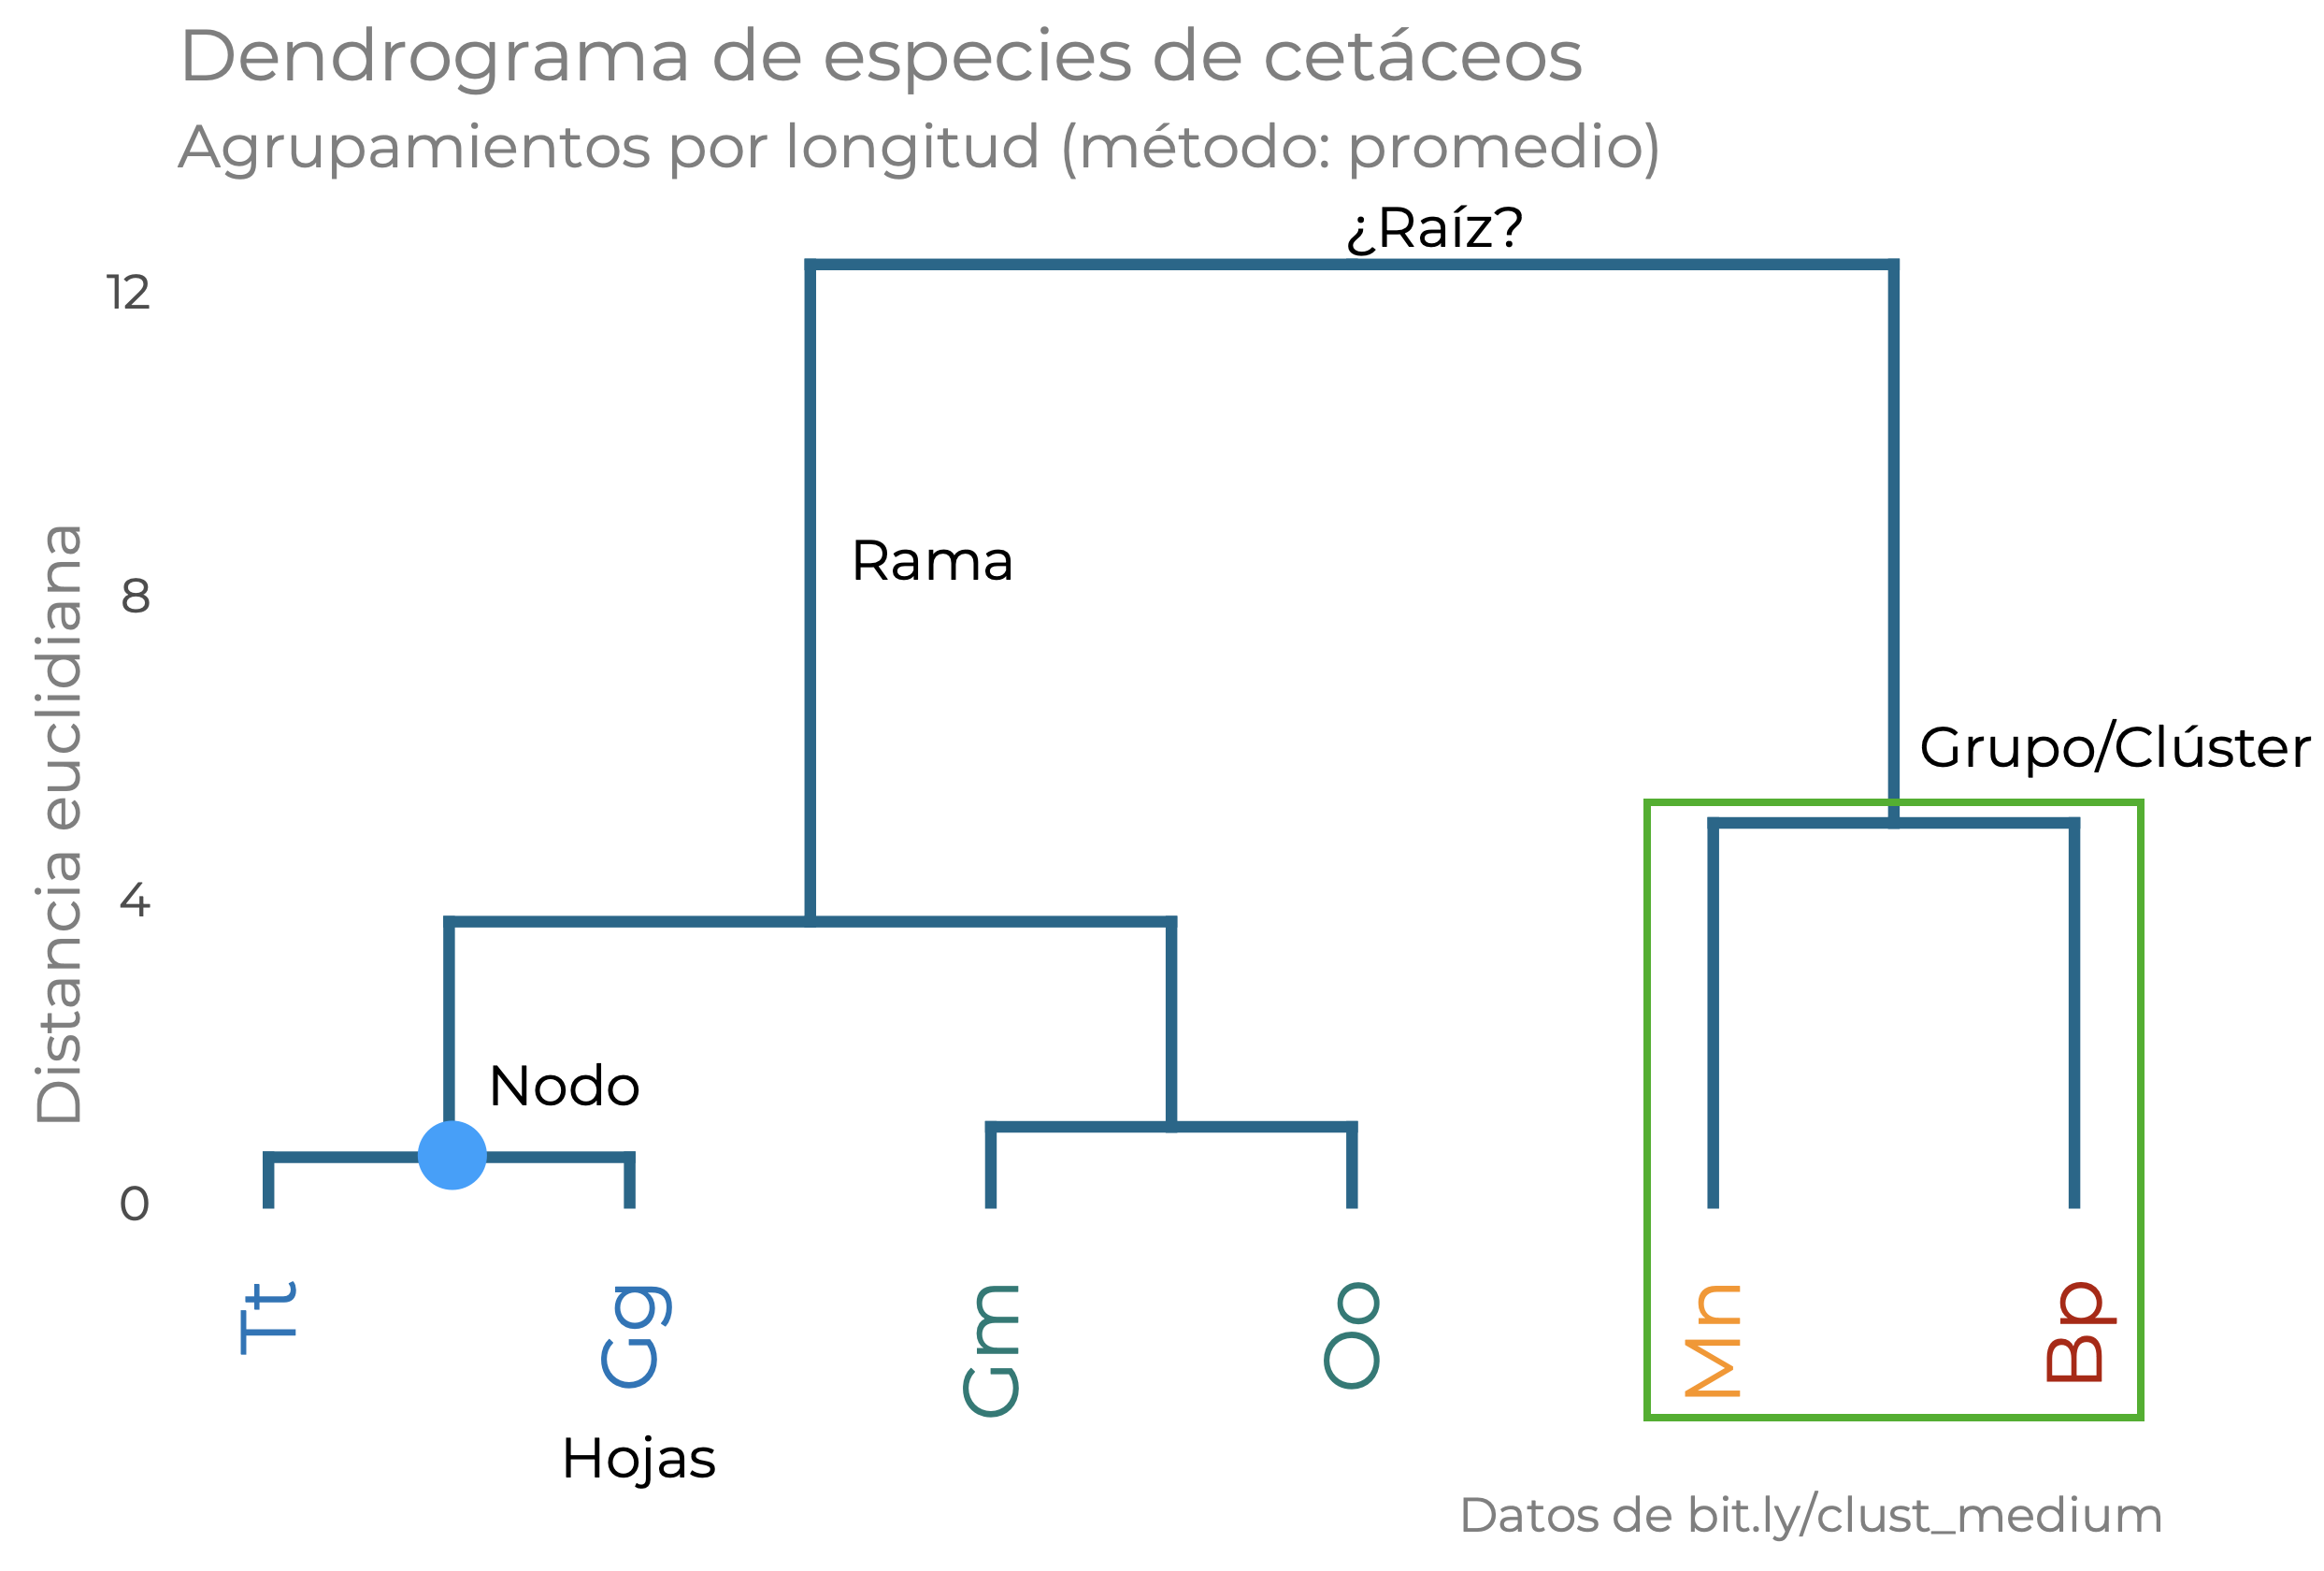 Dendrograma de especies de cetáceos
Agrupamientos por longitud (método: promedio)
¿Raíz?
12
Rama
8
Distancia euclidiana
Grupo/Clúster
4
Nodo
0
Tt
Gg
Gm
Oo
Mn
Bp
Hojas
Datos de bit.ly/clust_medium